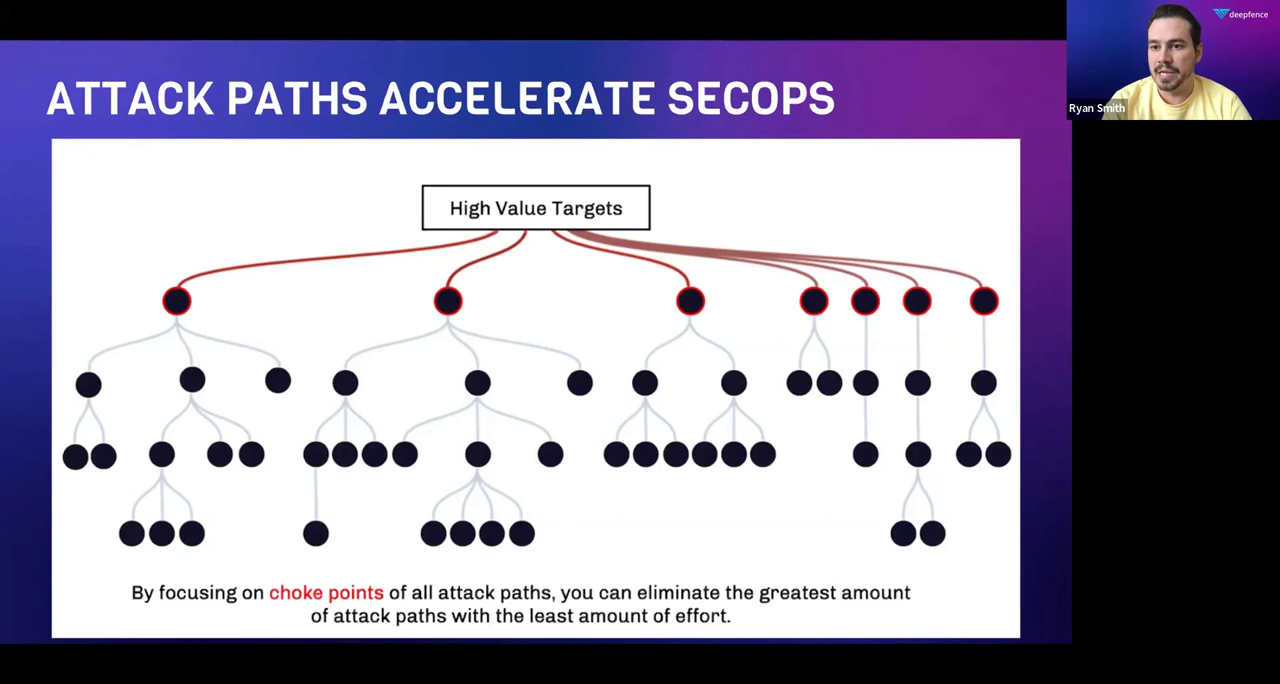 deepfence
Ryan Smith
ATTACK PATHS ACCELERATE SECOPS
High Value Targets
By focusing on choke points of all attack paths, you can eliminate the greatest amount
of attack paths with the least amount of effort.